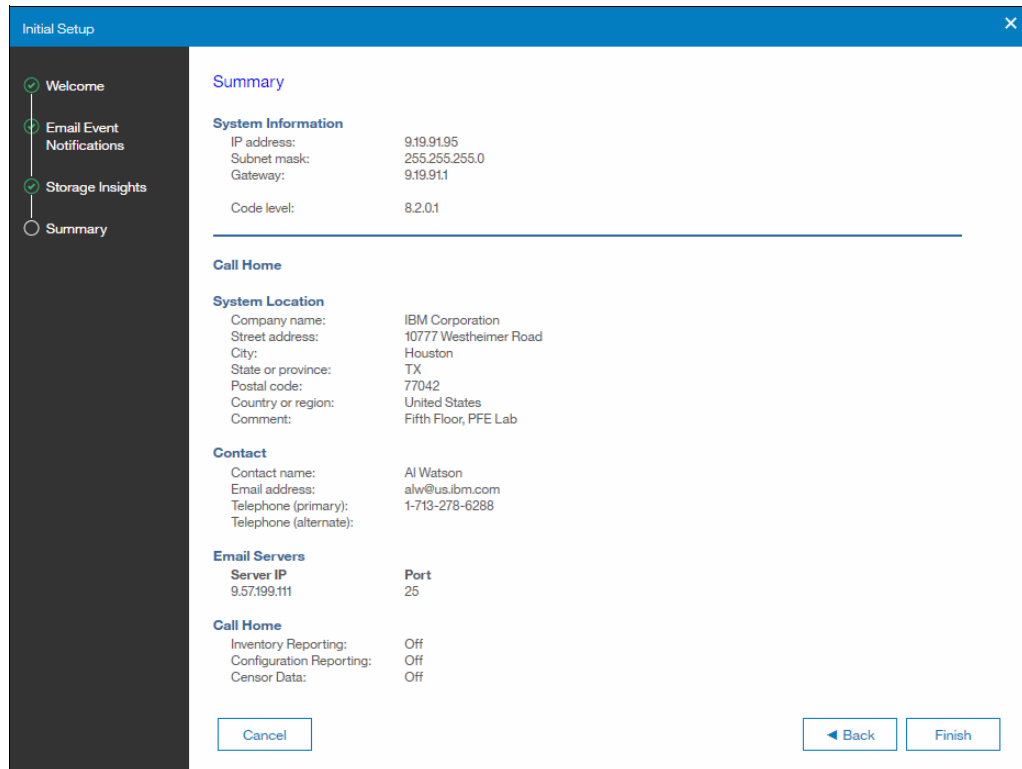 Initial Setup
Welcome
Email Event
Notifications
Storage Insights
Summary
Summary
System Information
IP address: 9.19.91.95
Subnet mask: 255.255.255.0
Gateway: 9.19.91.1
Code level: 8.2.0.1
Call Home
System Location
Company name: IBM Corporation
Street address: 10777 Westheimer Road
City: Houston
State or province: TX
Postal code: 77042
Country or region: United States
Comment: Fifth Floor, PFE Lab
Contact
Contact name: Al Watson
Email address: alw@us.ibm.com
Telephone (primary): 1-713-278-6288
Telephone (alternate):
Email Servers
Server IP Port
9.57.199.111 25
Call Home
Inventory Reporting: Off
Configuration Reporting: Off
Censor Data: Off
Cancel ◄ Back Finish